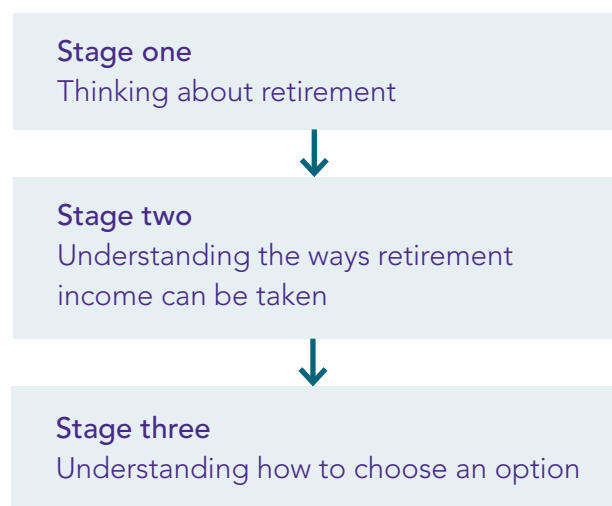 Stage one
Thinking about retirement
Stage two
Understanding the ways retirement
income can be taken
Stage three
Understanding how to choose an option